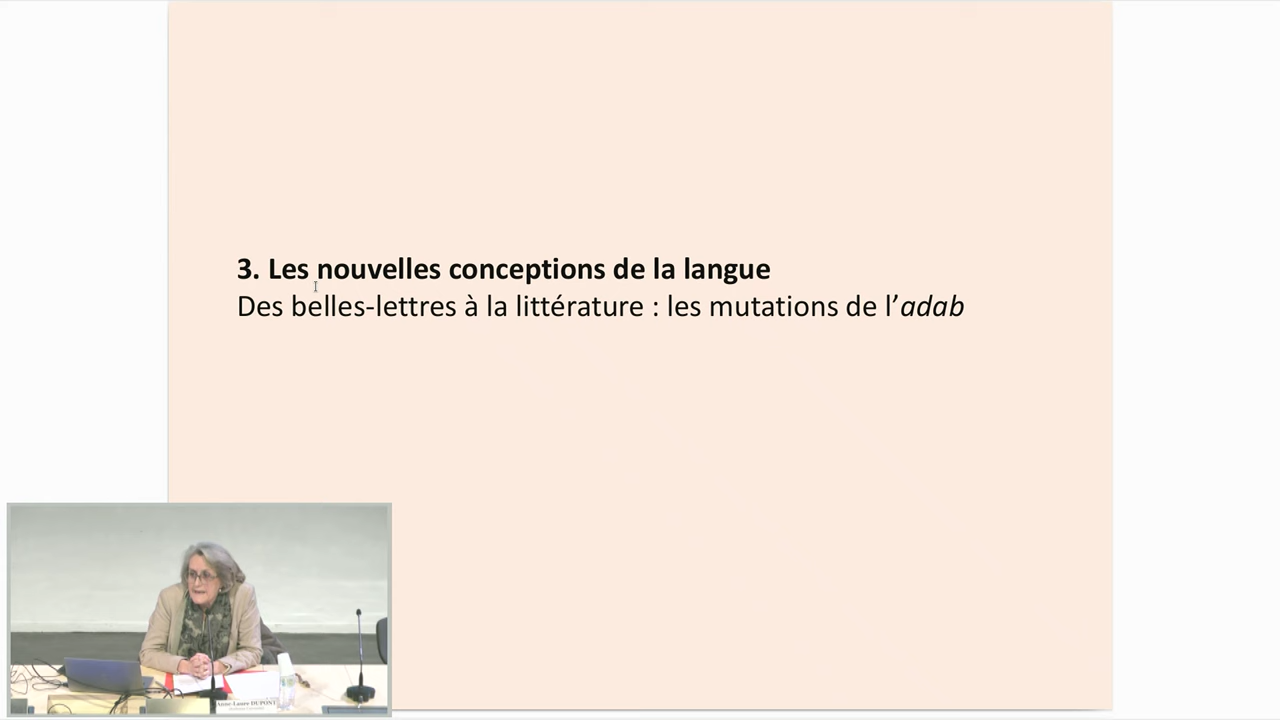 3. Les nouvelles conceptions de la langue
Des belles-lettres à la littérature : les mutations de l’adab
Anne-Laure DUPONT